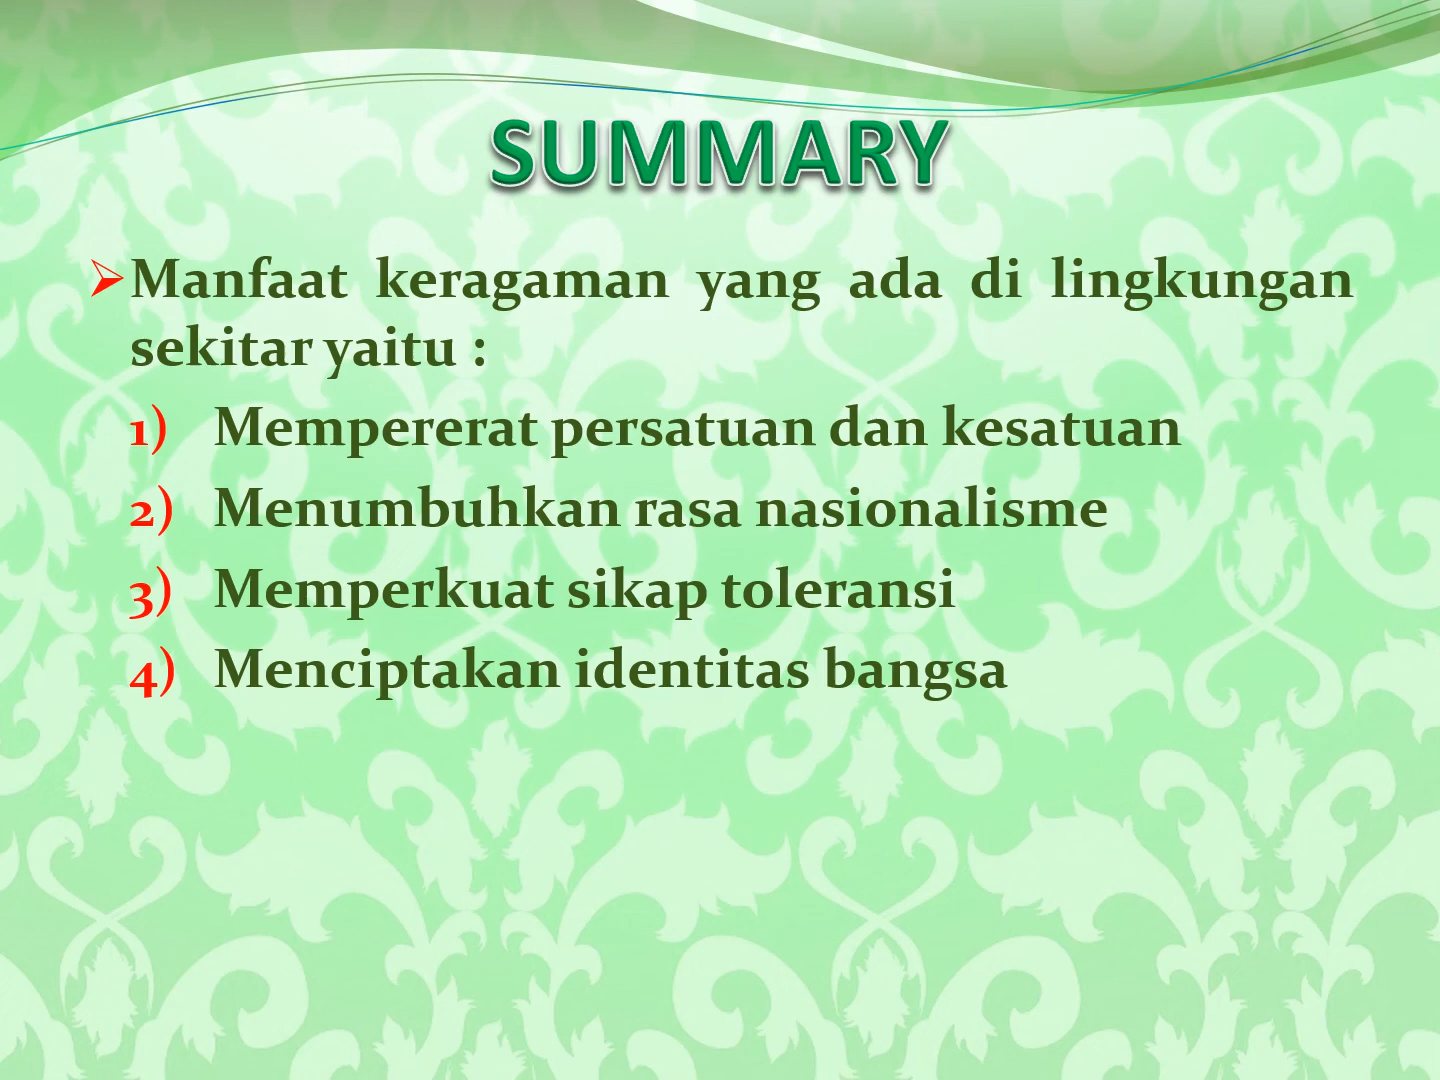 SUMMARY
➢Manfaat keragaman yang ada di lingkungan
sekitar yaitu :
1) Mempererat persatuan dan kesatuan
2) Menumbuhkan rasa nasionalisme
3) Memperkuat sikap toleransi
4) Menciptakan identitas bangsa